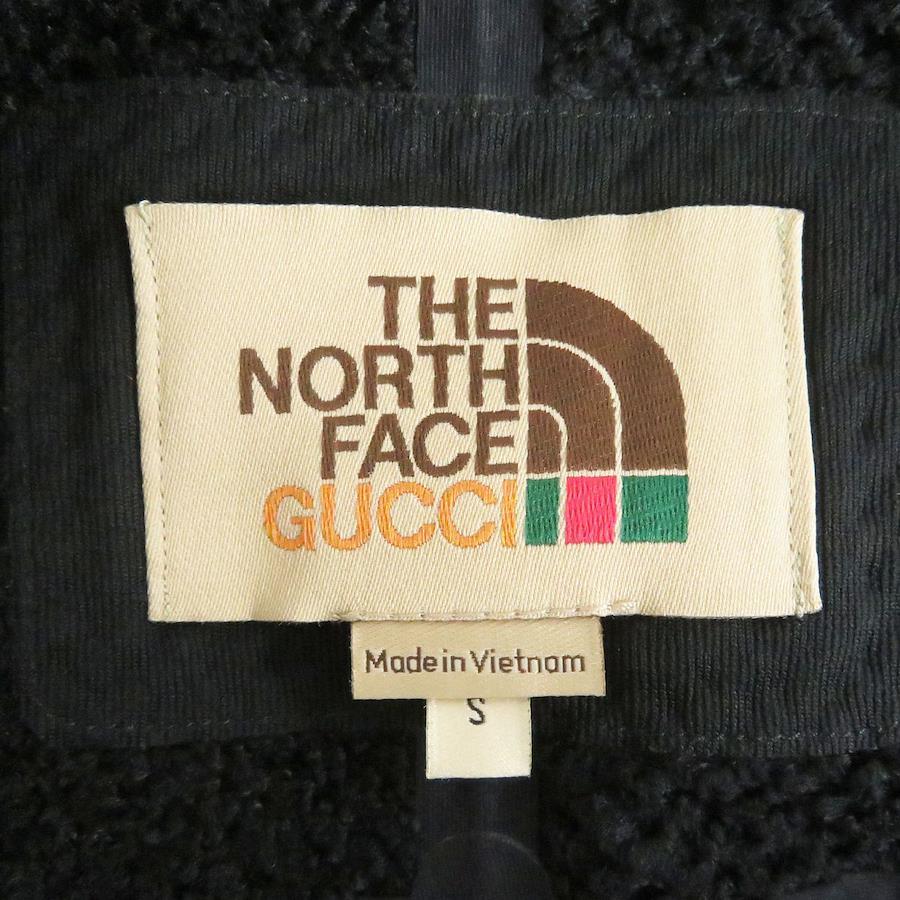 THE
NORTH
FACE
GUCCI
Made in Vietnam
S